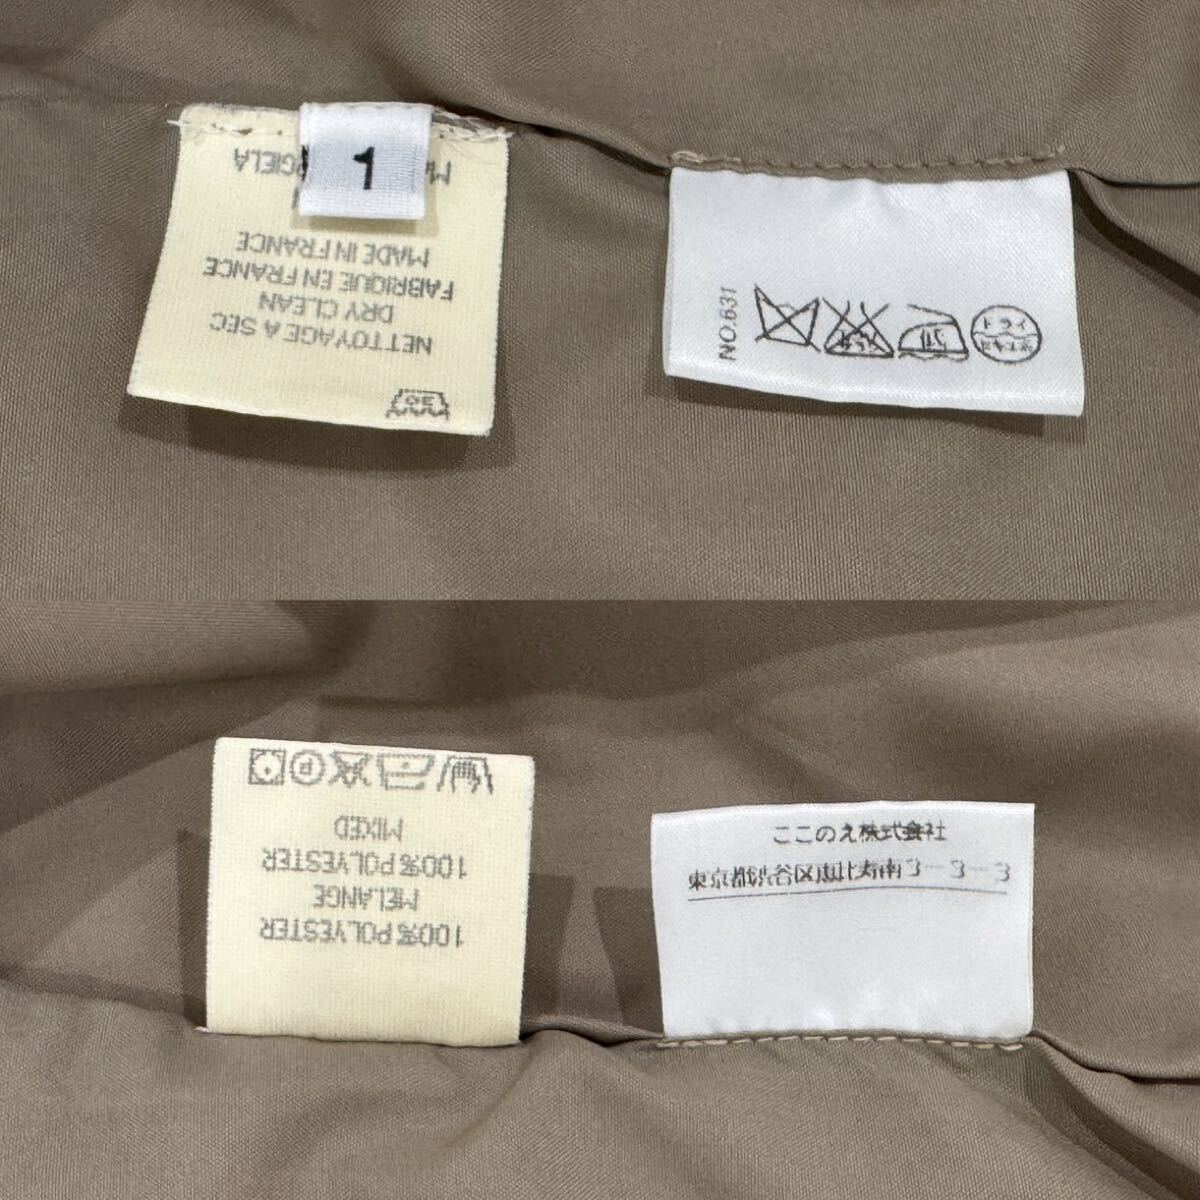 1
GIELA
MADE IN FRANCE
FABRIQUE EN FRANCE
DRY CLEAN
NETTOYAGE A SEC
30
NO.631
ドライ
100%POLYESTER
MELANGE
100%POLYESTER
MIXED
P
ここのえ株式会社
東京都渋谷区恵比寿南3-3-3